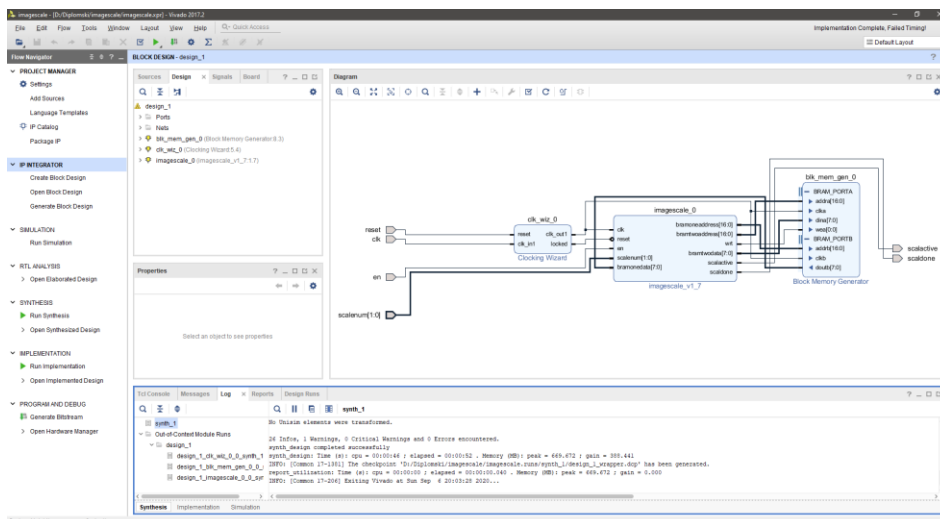 imagescale - [D:/Diplomski/imagescale/imagescale.xpr] - Vivado 2017.2
File Edit Flow Tools Window Layout View Help Quick Access
Implementation Complete, Failed Timing!
Default Layout
Flow Navigator
BLOCK DESIGN - design_1
PROJECT MANAGER
Settings
Add Sources
Language Templates
IP Catalog
Package IP
IP INTEGRATOR
Create Block Design
Open Block Design
Generate Block Design
SIMULATION
Run Simulation
RTL ANALYSIS
Open Elaborated Design
SYNTHESIS
Run Synthesis
Open Synthesized Design
IMPLEMENTATION
Run Implementation
Open Implemented Design
PROGRAM AND DEBUG
Generate Bitstream
Open Hardware Manager
Sources Design Signals Board
design_1
Ports
Nets
blk_mem_gen_0 (Block Memory Generator:8.3)
clk_wiz_0 (Clocking Wizard:5.4)
imagescale_0 (imagescale_v1_7:1.7)
Properties
Select an object to see properties
Diagram
reset
clk
en
scalenum[1:0]
clk_wiz_0
reset clk_out1
clk_in1 locked
Clocking Wizard
imagescale_0
clk
reset
en
scalenum[1:0]
bramonedata[7:0]
bramoneaddress[16:0]
bramtwoaddress[16:0]
wrt
bramtwodata[7:0]
scalactive
scaldone
imagescale_v1_7
blk_mem_gen_0
BRAM_PORTA
addra[16:0]
clka
dina[7:0]
wea[0:0]
BRAM_PORTB
addrb[16:0]
clkb
doutb[7:0]
Block Memory Generator
scalactive
scaldone
Tcl Console Messages Log Reports Design Runs
synth_1
synth_1
Out-of-Context Module Runs
design_1
design_1_clk_wiz_0_0_synth_1
design_1_blk_mem_gen_0_0_
design_1_imagescale_0_0_syr
No Unisim elements were transformed.
26 Infos, 1 Warnings, 0 Critical Warnings and 0 Errors encountered.
synth_design completed successfully
synth_design: Time (s): cpu = 00:00:46 ; elapsed = 00:00:52 . Memory (MB): peak = 669.672 ; gain = 388.441
INFO: [Common 17-1381] The checkpoint 'D:/Diplomski/imagescale/imagescale.runs/synth_1/design_1_wrapper.dcp' has been generated.
report_utilization: Time (s): cpu = 00:00:00 ; elapsed = 00:00:00.040 . Memory (MB): peak = 669.672 ; gain = 0.000
INFO: [Common 17-206] Exiting Vivado at Sun Sep 6 20:03:28 2020...
Synthesis Implementation Simulation